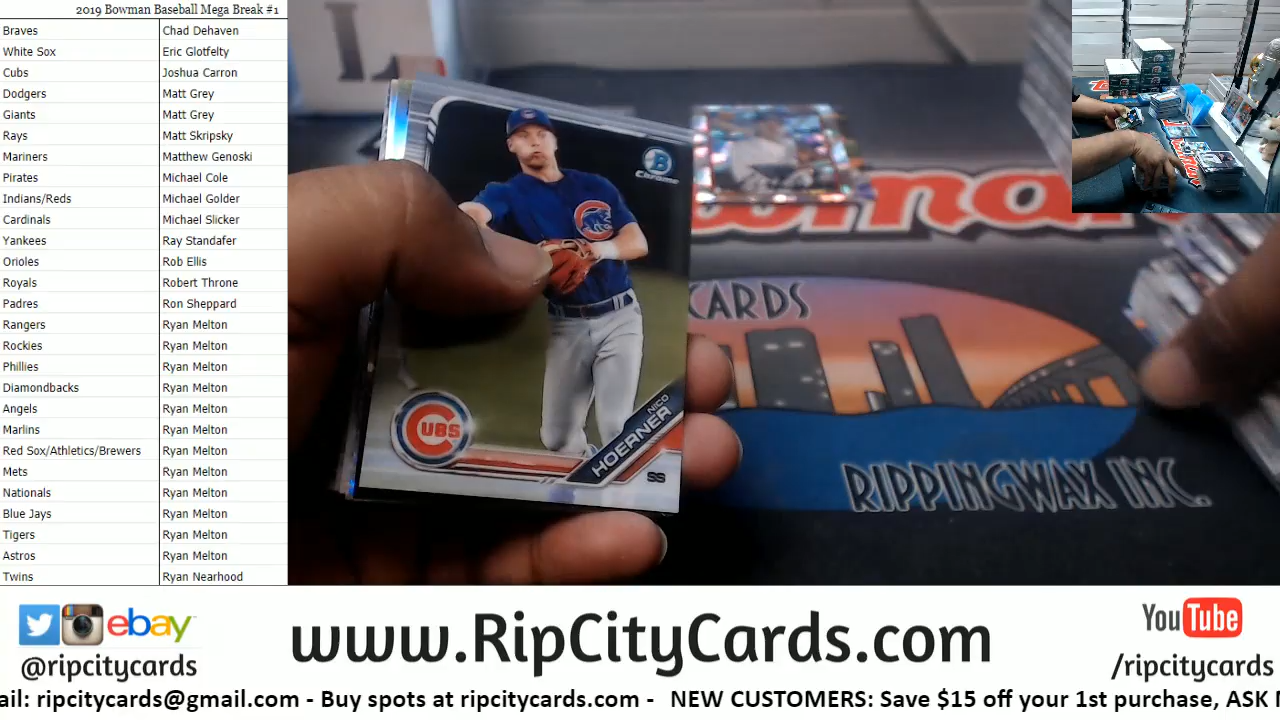 2019 Bowman Baseball Mega Break #1
Braves Chad Dehaven
White Sox Eric Glotfelty
Cubs Joshua Carron
Dodgers Matt Grey
Giants Matt Grey
Rays Matt Skripsky
Mariners Matthew Genoski
Pirates Michael Cole
Indians/Reds Michael Golder
Cardinals Michael Slicker
Yankees Ray Standafer
Orioles Rob Ellis
Royals Robert Throne
Padres Ron Sheppard
Rangers Ryan Melton
Rockies Ryan Melton
Phillies Ryan Melton
Diamondbacks Ryan Melton
Angels Ryan Melton
Marlins Ryan Melton
Red Sox/Athletics/Brewers Ryan Melton
Mets Ryan Melton
Nationals Ryan Melton
Blue Jays Ryan Melton
Tigers Ryan Melton
Astros Ryan Melton
Twins Ryan Nearhood
B
Chrome
CUBS
NICO
HOERNER
SS
CARDS
RIPPINGWAX INC.
ebay
@ripcitycards
www.RipCityCards.com
YouTube
/ripcitycards
ail: ripcitycards@gmail.com - Buy spots at ripcitycards.com - NEW CUSTOMERS: Save $15 off your 1st purchase, ASK